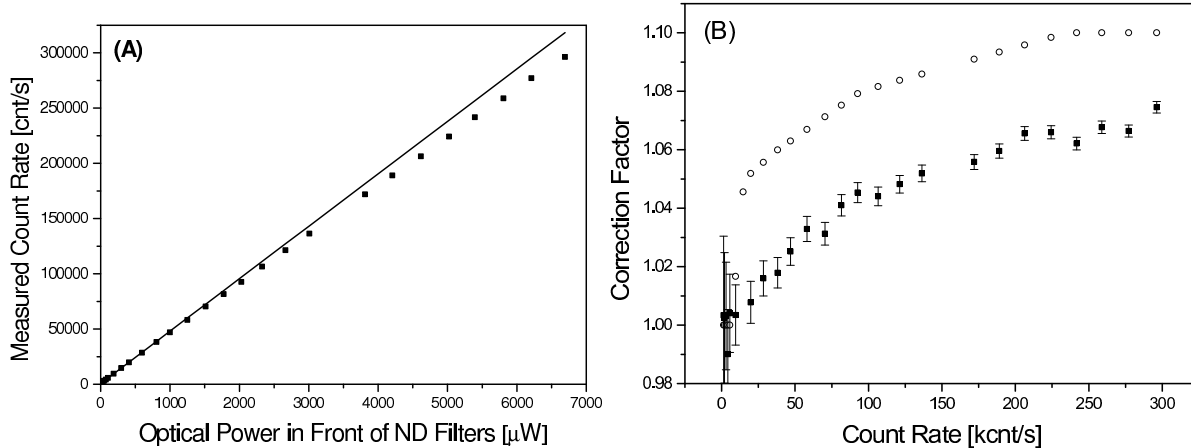 (A)
Measured Count Rate [cnt/s]
300000
250000
200000
150000
100000
50000
0
0 1000 2000 3000 4000 5000 6000 7000
Optical Power in Front of ND Filters [µW]
(B)
Correction Factor
1.10
1.08
1.06
1.04
1.02
1.00
0.98
0 50 100 150 200 250 300
Count Rate [kcnt/s]